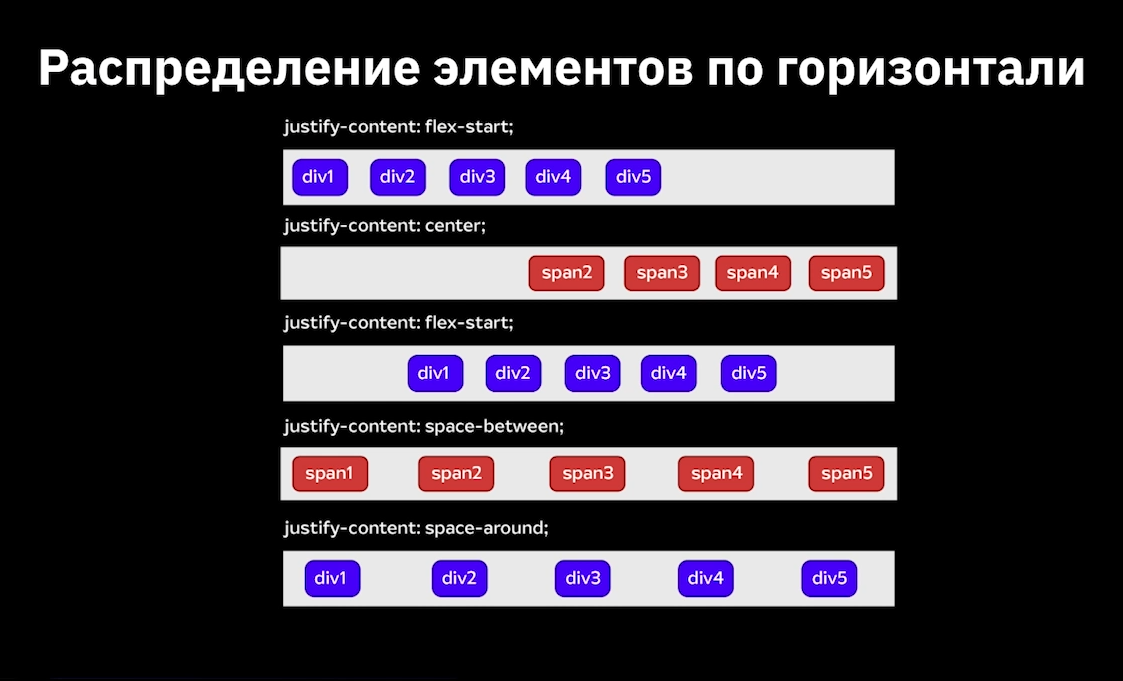 Распределение элементов по горизонтали
justify-content: flex-start;
div1 div2 div3 div4 div5
justify-content: center;
span2 span3 span4 span5
justify-content: flex-start;
div1 div2 div3 div4 div5
justify-content: space-between;
span1 span2 span3 span4 span5
justify-content: space-around;
div1 div2 div3 div4 div5